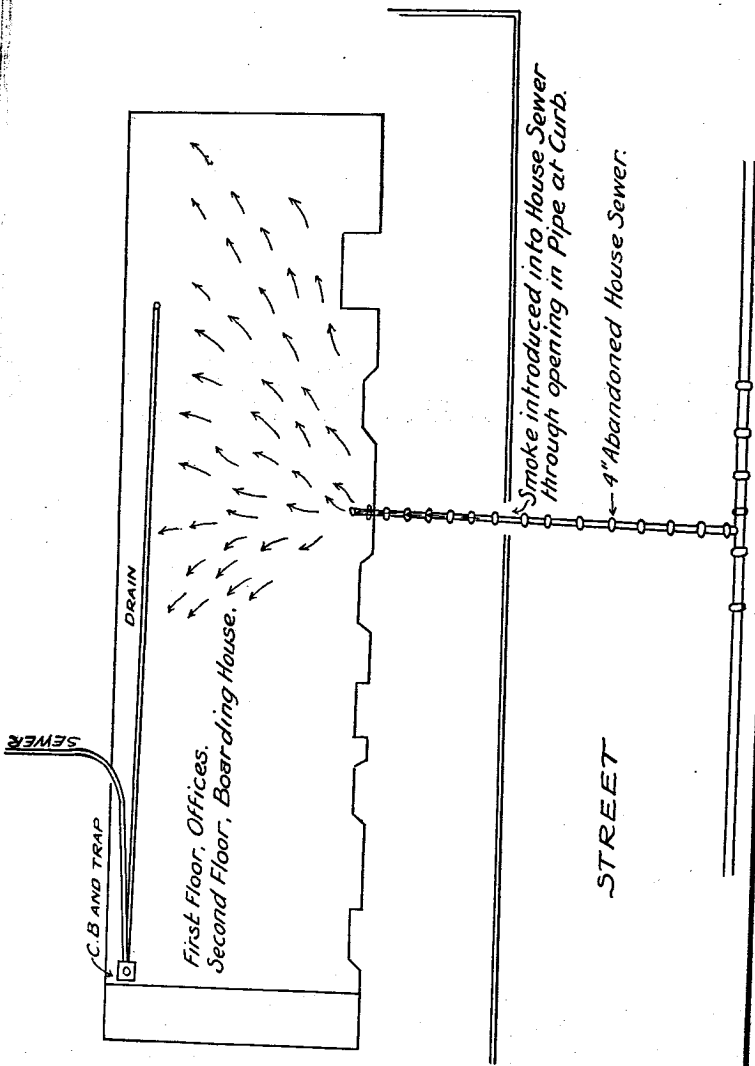 SEWER
C.B AND TRAP
DRAIN
First Floor, Offices.
Second Floor, Boarding House.
Smoke introduced into House Sewer
through opening in Pipe at Curb.
4" Abandoned House Sewer.
STREET